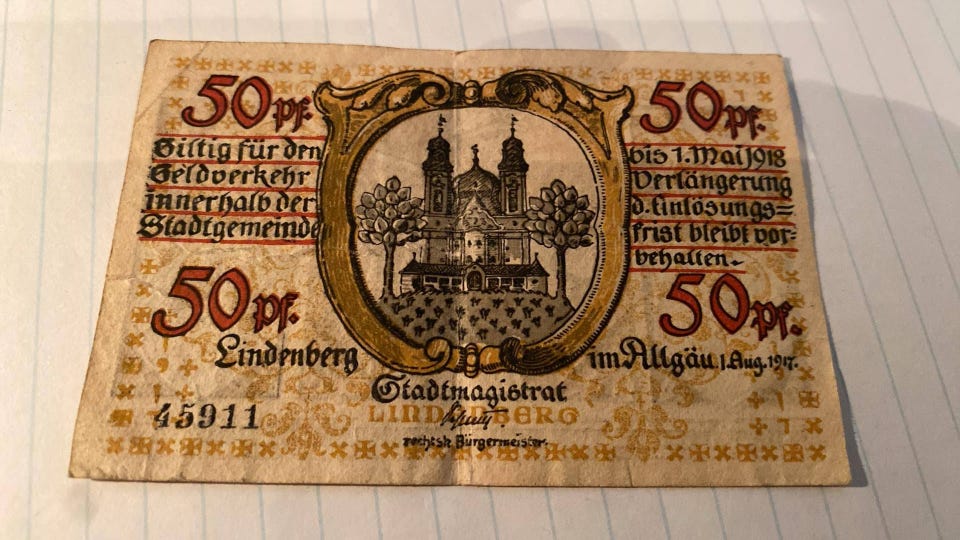 50 Pf.
50 Pf.
Giltig für den
Geldverkehr
innerhalb der
Stadtgemeinde
bis 1. Mai 1918
Verlängerung
d. Einlösungs=
frist bleibt vor=
behalten.
50 Pf.
50 Pf.
Lindenberg im Allgäu 1. Aug. 1917.
Stadtmagistrat
45911
LINDENBERG
rechtsk. Bürgermeister.